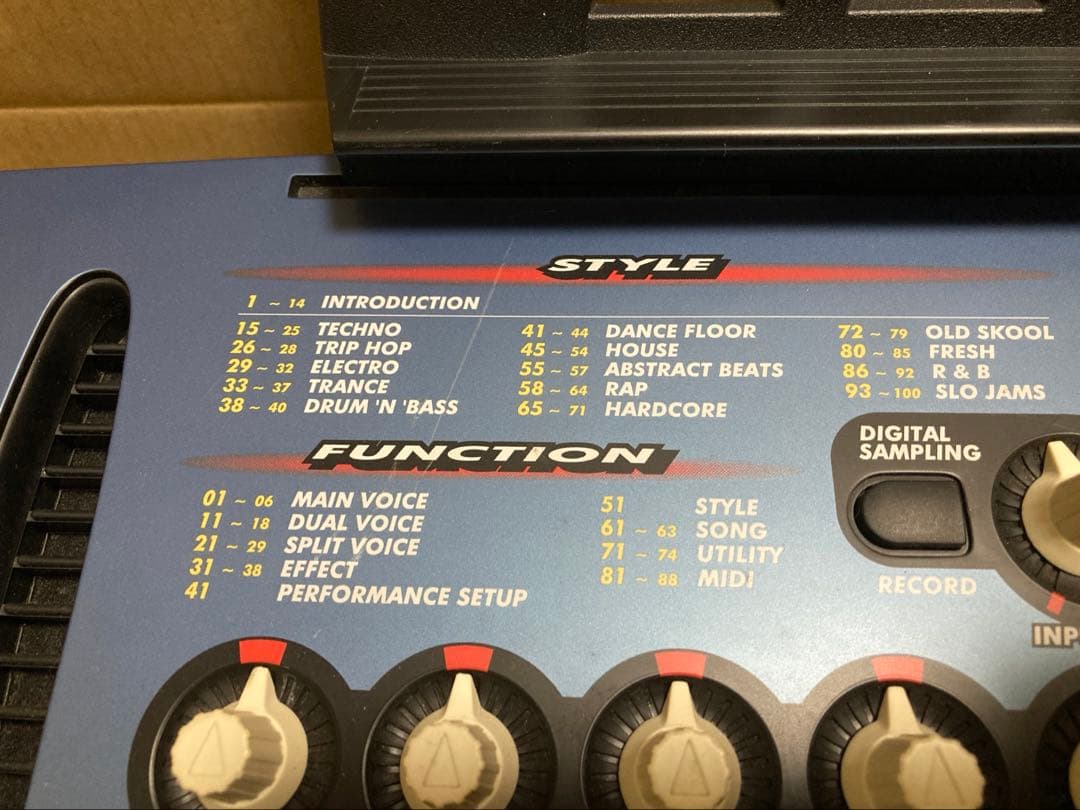 STYLE
1 ~ 14 INTRODUCTION
15 ~ 25 TECHNO
26 ~ 28 TRIP HOP
29 ~ 32 ELECTRO
33 ~ 37 TRANCE
38 ~ 40 DRUM 'N 'BASS
41 ~ 44 DANCE FLOOR
45 ~ 54 HOUSE
55 ~ 57 ABSTRACT BEATS
58 ~ 64 RAP
65 ~ 71 HARDCORE
72 ~ 79 OLD SKOOL
80 ~ 85 FRESH
86 ~ 92 R & B
93 ~ 100 SLO JAMS
FUNCTION
01 ~ 06 MAIN VOICE
11 ~ 18 DUAL VOICE
21 ~ 29 SPLIT VOICE
31 ~ 38 EFFECT
41 PERFORMANCE SETUP
51 STYLE
61 ~ 63 SONG
71 ~ 74 UTILITY
81 ~ 88 MIDI
DIGITAL
SAMPLING
RECORD
INP